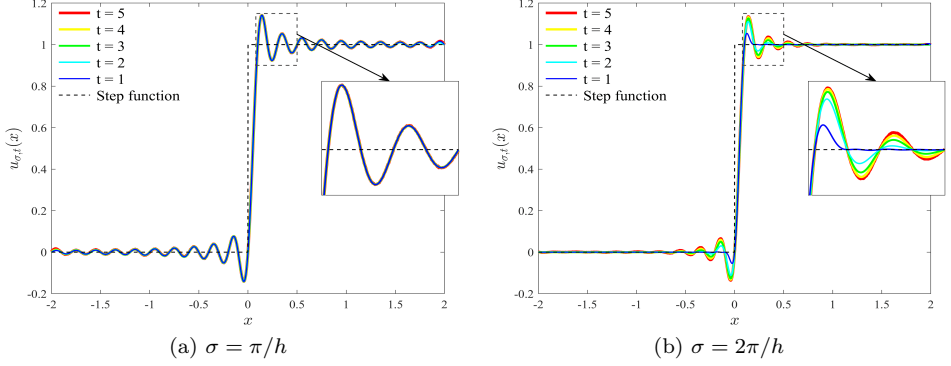 t = 5
t = 4
t = 3
t = 2
t = 1
Step function
1.2
1
0.8
0.6
0.4
0.2
0
-0.2
-2
-1.5
-1
-0.5
0
0.5
1
1.5
2
u_{σ,t}(x)
x
(a) σ = π/h
t = 5
t = 4
t = 3
t = 2
t = 1
Step function
1.2
1
0.8
0.6
0.4
0.2
0
-0.2
-2
-1.5
-1
-0.5
0
0.5
1
1.5
2
u_{σ,t}(x)
x
(b) σ = 2π/h